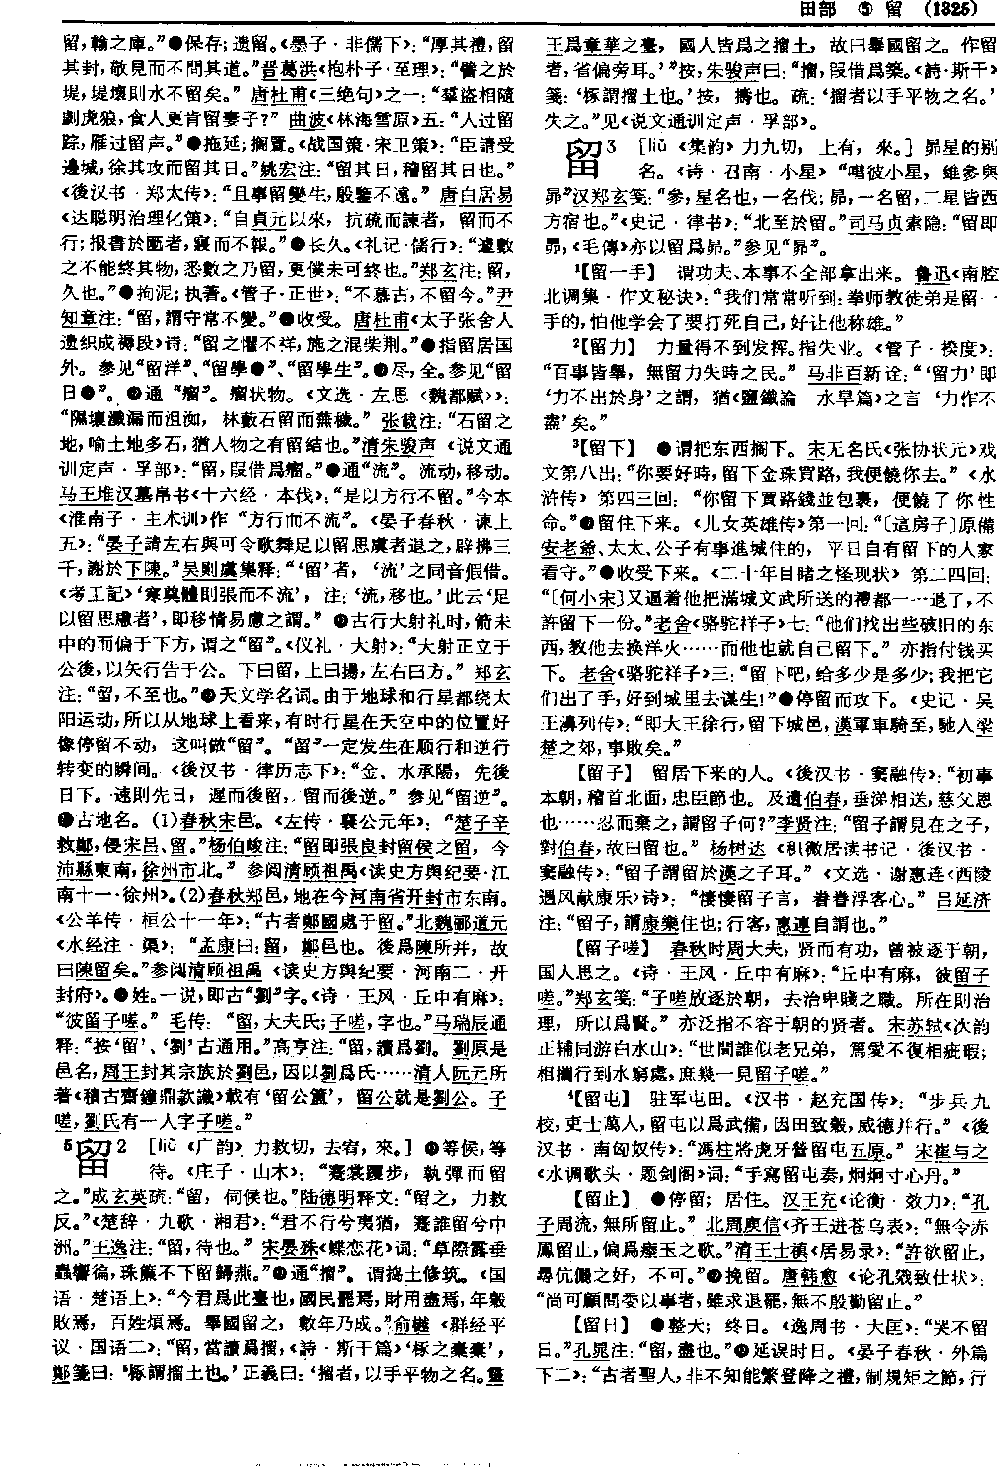 田部 ⑤ 留 (1325)
留，翰之庫。”●保存；遗留。《墨子·非儒下》：“厚其禮，留
其封，敬見而不問其道。”晋葛洪《抱朴子·至理》：“譬之於
堤，堤壞則水不留矣。” 唐杜甫《三绝句》之一：“羣盜相隨
劇虎狼，食人更肯留妻子？” 曲波《林海雪原》五：“人过留
踪，雁过留声。”●拖延；搁置。《战国策·宋卫策》：“臣請受
邊城，徐其攻而留其日。”姚宏注：“留其日，稽留其日也。”
《後汉书·郑太传》：“且事留變生，殷鑒不遠。” 唐白居易
《达聪明治理化策》：“自貞元以來，抗疏而諫者，留而不
行；投書於匭者，寢而不報。”●长久。《礼记·儒行》：“遽數
之不能終其物，悉數之乃留，更僕未可終也。”郑玄注：留，
久也。”●拘泥；执著。《管子·正世》：“不慕古，不留今。”尹
知章注：“留，謂守常不變。”●收受。 唐杜甫《太子张舍人
遗织成褥段》诗：“留之懼不祥，施之混柴荆。”●指留居国
外。参见“留洋”、“留學●”、“留學生”。●尽，全。参见“留
日●”。●通“瘤”。瘤状物。《文选·左思〈魏都赋〉》：
“隰壤瀸漏而沮洳，林藪石留而蕪穢。” 张载注：“石留之
地，喻土地多石，猶人物之有留結也。”清朱骏声《说文通
训定声·孚部》：“留，叚借爲瘤。”●通“流”。流动，移动。
马王堆汉墓帛书《十六经·本伐》：“是以方行不留。”今本
《淮南子·主术训》作“方行而不流”。《晏子春秋·谏上
五》：“晏子請左右與可令歌舞足以留思虞者退之，辟拂三
千，謝於下陳。”吴则虞集释：“‘留’者，‘流’之同音假借。
《考工記》‘寒奠體則張而不流’，注：‘流，移也。’此云‘足
以留思慮者’，即移情易慮之謂。” ●古行大射礼时，箭未
中的而偏于下方，谓之“留”。《仪礼·大射》：“大射正立于
公後，以矢行告于公。下曰留，上曰揚，左右曰方。” 郑玄
注：“留，不至也。”●天文学名词。由于地球和行星都绕太
阳运动，所以从地球上看来，有时行星在天空中的位置好
像停留不动，这叫做“留”。“留”一定发生在顺行和逆行
转变的瞬间。《後汉书·律历志下》：“金、水承陽，先後
日下。速則先日，遲而後留，留而後逆。” 参见“留逆”。
●古地名。(1)春秋宋邑。《左传·襄公元年》：“楚子辛
救鄭，侵宋吕、留。”杨伯峻注：“留即張良封留侯之留，今
沛縣東南，徐州市北。” 参阅清顾祖禹《读史方舆纪要·江
南十一·徐州》。(2)春秋郑邑，地在今河南省开封市东南。
《公羊传·桓公十一年》：“古者鄭國處于留。”北魏郦道元
《水经注·渠》：“孟康曰：留，鄭邑也。後爲陳所并，故
曰陳留矣。”参阅清顾祖禹《读史方舆纪要·河南二·开
封府》。●姓。一说，即古“劉”字。《诗·王风·丘中有麻》：
“彼留子嗟。” 毛传：“留，大夫氏；子嗟，字也。”马瑞辰通
释：“按‘留’、‘劉’古通用。”高亨注：“留，讀爲劉。劉原是
邑名，周王封其宗族於劉邑，因以劉爲氏……清人阮元所
著《積古齋鐘鼎款識》載有‘留公簠’，留公就是劉公。子
嗟，劉氏有一人字子嗟。”
5留2 [liù 《广韵》力救切，去宥，來。] ●等候，等
待。《庄子·山木》：“蹇裳躩步，執彈而留
之。”成玄英疏：“留，伺候也。”陆德明释文：“留之，力救
反。”《楚辞·九歌·湘君》：“君不行兮夷猶，蹇誰留兮中
洲。”王逸注：“留，待也。” 宋晏殊《蝶恋花》词：“草際露垂
蟲響徧，珠簾不下留歸燕。”●通“擂”。谓捣土修筑。《国
语·楚语上》：“今君爲此臺也，國民罷焉，財用盡焉，年穀
敗焉，百姓煩焉。舉國留之，數年乃成。”俞樾《群经平
议·国语二》：“留，當讀爲擂，《詩·斯干篇》‘椓之橐橐’，
鄭箋曰：‘椓謂擂土也。’正義曰：‘擂者，以手平物之名。’靈
王爲章華之臺，國人皆爲之擂土，故曰舉國留之。作留
者，省偏旁耳。’”按，朱骏声曰：“擂，叚借爲築。《詩·斯干》
箋：‘椓謂擂土也。’按，擣也。疏：‘擂者以手平物之名。’
失之。”见《说文通训定声·孚部》。
留3 [liǔ 《集韵》力九切，上有，來。] 昴星的别
名。《诗·召南·小星》“嘒彼小星，維參與
昴”汉郑玄笺：“參，星名也，一名伐；昴，一名留，二星皆西
方宿也。”《史记·律书》：“北至於留。”司马贞索隐：“留即
昴，《毛傳》亦以留爲昴。”参见“昴”。
1【留一手】 谓功夫、本事不全部拿出来。 鲁迅《南腔
北调集·作文秘诀》：“我们常常听到：拳师教徒弟是留一
手的，怕他学会了要打死自己，好让他称雄。”
2【留力】 力量得不到发挥。指失业。《管子·揆度》：
“百事皆舉，無留力失時之民。” 马非百新诠：“‘留力’即
‘力不出於身’之謂，猶《鹽鐵論 水旱篇》之言‘力作不
盡’矣。”
3【留下】 ●谓把东西搁下。宋无名氏《张协状元》戏
文第八出：“你要好時，留下金珠買路，我便饒你去。”《水
浒传》第四三回：“你留下買路錢並包裹，便饒了你性
命。”●留住下来。《儿女英雄传》第一回：“〔這房子〕原備
安老爺、太太、公子有事進城住的，平日自有留下的人家
看守。”●收受下来。《二十年目睹之怪现状》第二四回：
“〔何小宋〕又逼着他把滿城文武所送的禮都一一退了，不
許留下一份。”老舍《骆驼祥子》七：“他们找出些破旧的东
西，教他去换洋火……而他也就自己留下。” 亦指付钱买
下。老舍《骆驼祥子》三：“留下吧，给多少是多少；我把它
们出了手，好到城里去谋生！”●停留而攻下。《史记·吴
王濞列传》：“即大王徐行，留下城邑，漢軍車騎至，馳入梁
楚之郊，事敗矣。”
【留子】 留居下来的人。《後汉书·窦融传》：“初事
本朝，稽首北面，忠臣節也。及遣伯春，垂涕相送，慈父恩
也……忍而棄之，謂留子何？”李贤注：“留子謂見在之子，
對伯春，故曰留也。” 杨树达《积微居读书记·後汉书·
窦融传》：“留子謂留於漢之子耳。”《文选·谢惠连〈西陵
遇风献康乐〉诗》：“悽悽留子言，眷眷浮客心。” 吕延济
注：“留子，謂康樂住也；行客，惠連自謂也。”
【留子嗟】 春秋时周大夫，贤而有功，曾被逐于朝，
国人思之。《诗·王风·丘中有麻》：“丘中有麻，彼留子
嗟。”郑玄笺：“子嗟放逐於朝，去治卑賤之職。所在則治
理，所以爲賢。” 亦泛指不容于朝的贤者。宋苏轼《次韵
正辅同游白水山》：“世間誰似老兄弟，篤愛不復相疵瑕；
相攜行到水窮處，庶幾一見留子嗟。”
4【留屯】 驻军屯田。《汉书·赵充国传》：“步兵九
校，吏士萬人，留屯以爲武備，因田致穀，威德并行。”《後
汉书·南匈奴传》：“馮柱將虎牙營留屯五原。” 宋崔与之
《水调歌头·题剑阁》词：“手寫留屯奏，炯炯寸心丹。”
【留止】 ●停留；居住。汉王充《论衡·效力》：“孔
子周流，無所留止。” 北周庾信《齐王进苍乌表》：“無令赤
鳳留止，偏爲瘞玉之歌。”清王士禛《居易录》：“許欲留止，
尋伉儷之好，不可。”●挽留。唐韩愈《论孔戣致仕状》：
“尚可顧問委以事者，雖求退罷，無不殷勤留止。”
【留日】 ●整天；终日。《逸周书·大匡》：“哭不留
日。”孔晁注：“留，盡也。”●延误时日。《晏子春秋·外篇
下二》：“古者聖人，非不知能繁登降之禮，制規矩之節，行